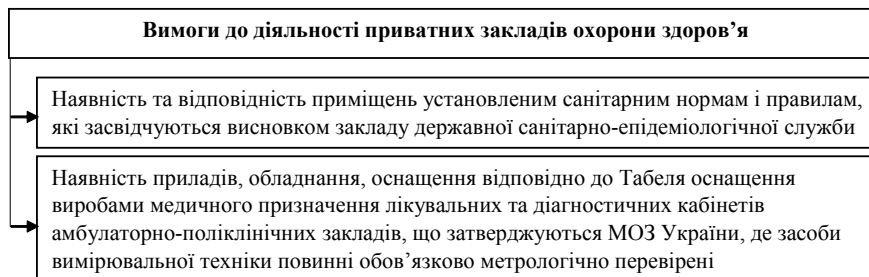 Вимоги до діяльності приватних закладів охорони здоров’я
Наявність та відповідність приміщень установленим санітарним нормам і правилам,
які засвідчуються висновком закладу державної санітарно-епідеміологічної служби
Наявність приладів, обладнання, оснащення відповідно до Табеля оснащення
виробами медичного призначення лікувальних та діагностичних кабінетів
амбулаторно-поліклінічних закладів, що затверджуються МОЗ України, де засоби
вимірювальної техніки повинні обов’язково метрологічно перевірені